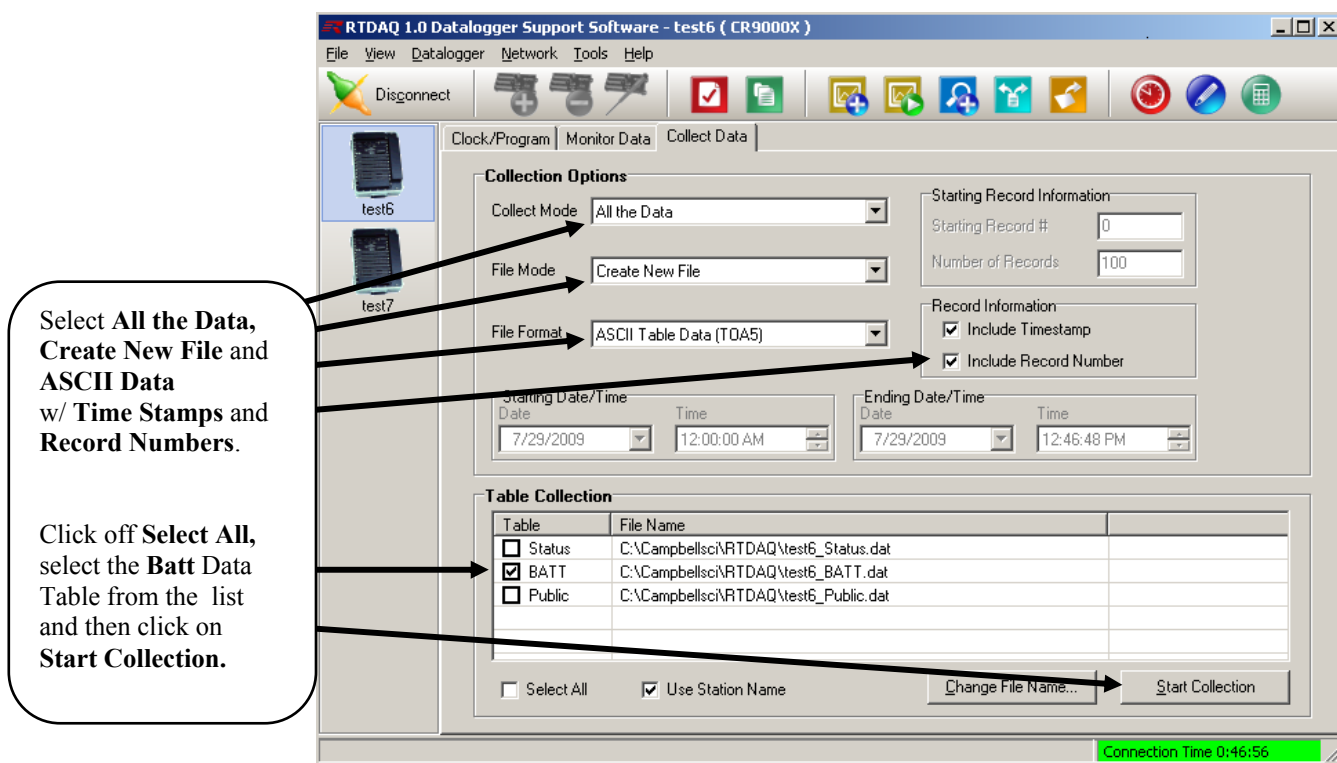 RTDAQ 1.0 Datalogger Support Software - test6 ( CR9000X )
File View Datalogger Network Tools Help
Disconnect
test6
test7
Clock/Program Monitor Data Collect Data
Collection Options
Collect Mode All the Data
File Mode Create New File
File Format ASCII Table Data (TOA5)
Starting Record Information
Starting Record # 0
Number of Records 100
Record Information
Include Timestamp
Include Record Number
Starting Date/Time
Date Time
7/29/2009 12:00:00 AM
Ending Date/Time
Date Time
7/29/2009 12:46:48 PM
Table Collection
Table File Name
Status C:\Campbellsci\RTDAQ\test6_Status.dat
BATT C:\Campbellsci\RTDAQ\test6_BATT.dat
Public C:\Campbellsci\RTDAQ\test6_Public.dat
Select All Use Station Name Change File Name... Start Collection
Connection Time 0:46:56
Select All the Data,
Create New File and
ASCII Data
w/ Time Stamps and
Record Numbers.
Click off Select All,
select the Batt Data
Table from the list
and then click on
Start Collection.